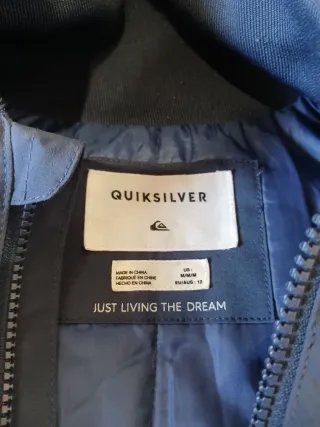 QUIKSILVER
MADE IN CHINA
FABRIQUÉ EN CHINE
HECHO EN CHINA
US :
M/M/M
EU/AUS : 12
JUST LIVING THE DREAM